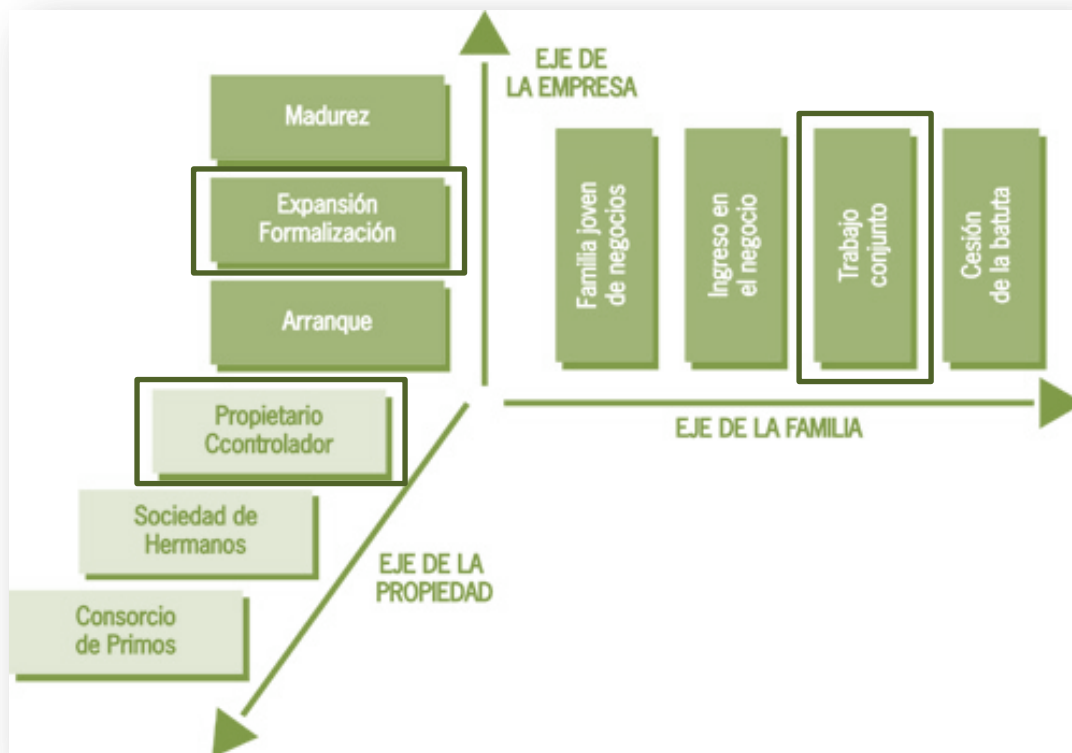 EJE DE
LA EMPRESA
Madurez
Expansión
Formalización
Arranque
Familia joven
de negocios
Ingreso en
el negocio
Trabajo
conjunto
Cesión
de la batuta
EJE DE LA FAMILIA
Propietario
Ccontrolador
Sociedad de
Hermanos
Consorcio
de Primos
EJE DE LA
PROPIEDAD